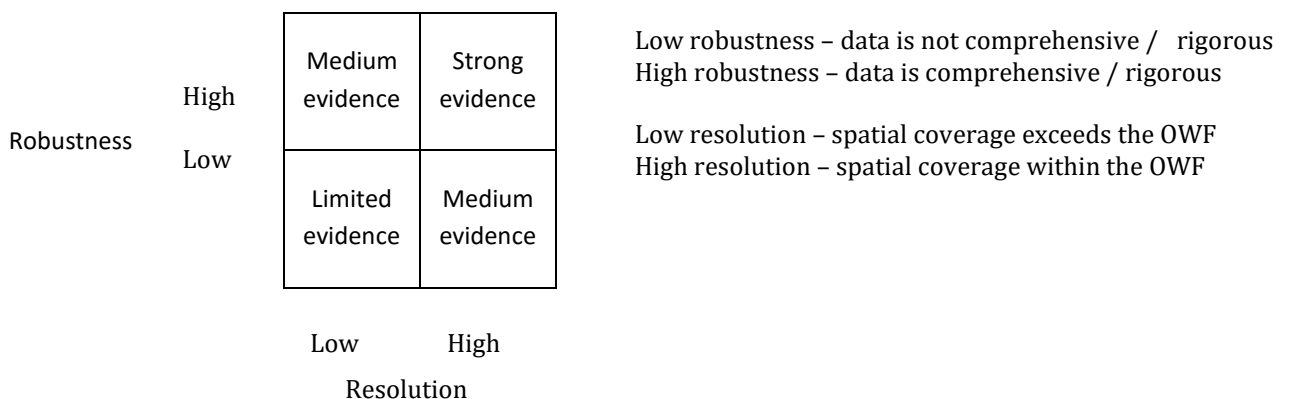 Medium
evidence
Strong
evidence
High
Robustness
Low
Limited
evidence
Medium
evidence
Low High
Resolution
Low robustness – data is not comprehensive / rigorous
High robustness – data is comprehensive / rigorous
Low resolution – spatial coverage exceeds the OWF
High resolution – spatial coverage within the OWF